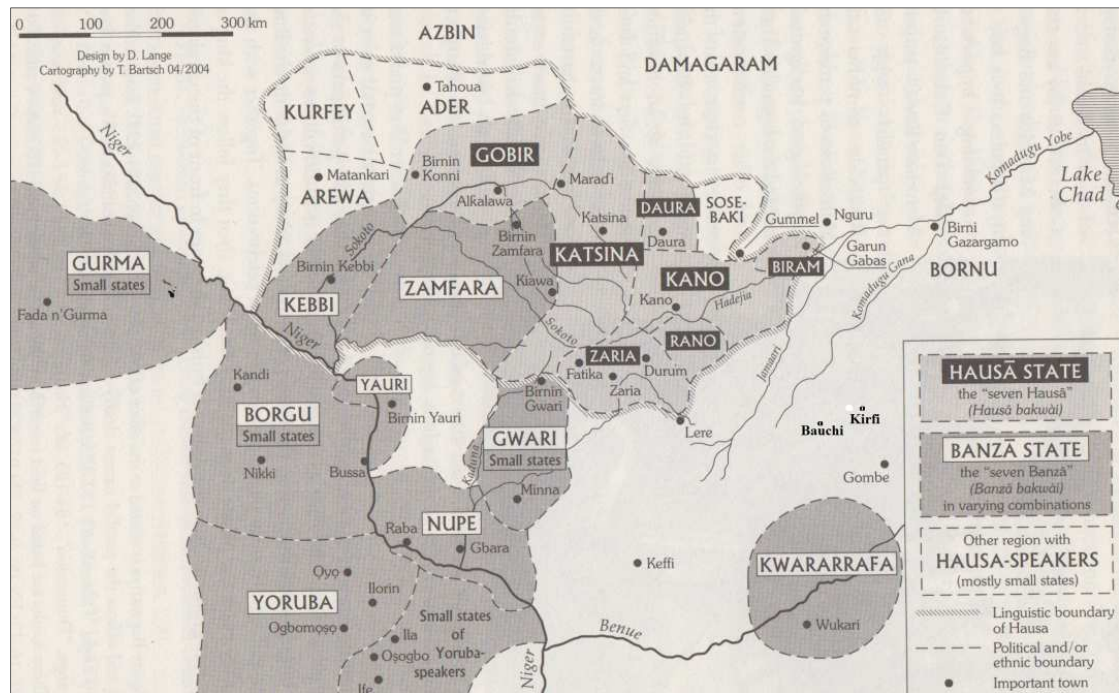 0 100 200 300 km
Design by D. Lange
Cartography by T. Bartsch 04/2004
AZBIN
DAMAGARAM
Tahoua
ADER
KURFEY
Niger
GOBIR
Birnin
Konni
Matankari
AREWA
Alƙalawa
Maraɗi
Komadugu Yobe
Lake
Chad
DAURA
SOSE-
BAKI
Katsina
Daura
Gummel
Nguru
Birni
Gazargamo
Birnin
Zamfara
KATSINA
Garun
Gabas
BIRAM
BORNU
Sokoto
GURMA
Small states
Fada n'Gurma
Birnin Kebbi
KEBBI
ZAMFARA
Kiawa
KANO
Kano
Hadejia
Komadugu Gana
Niger
Sokoto
RANO
ZARIA
Fatika
Durum
Zaria
Jamaari
Kandi
YAURI
Birnin Yauri
Birnin
Gwari
BORGU
Small states
Nikki
Bussa
GWARI
Small states
Kaduna
Lere
Kirfi
Bauchi
Gombe
Minna
NUPE
Raba
Gbara
Keffi
KWARARRAFA
Wukari
Ọyọ
Ilorin
YORUBA
Ogbomọṣọ
Ila
Oṣogbo
Ife
Small states
of
Yoruba-
speakers
Niger
Benue
HAUSĀ STATE
the "seven Hausā"
(Hausā bakwài)
BANZĀ STATE
the "seven Banzā"
(Banzā bakwài)
in varying combinations
Other region with
HAUSA-SPEAKERS
(mostly small states)
Linguistic boundary
of Hausa
Political and/or
ethnic boundary
Important town